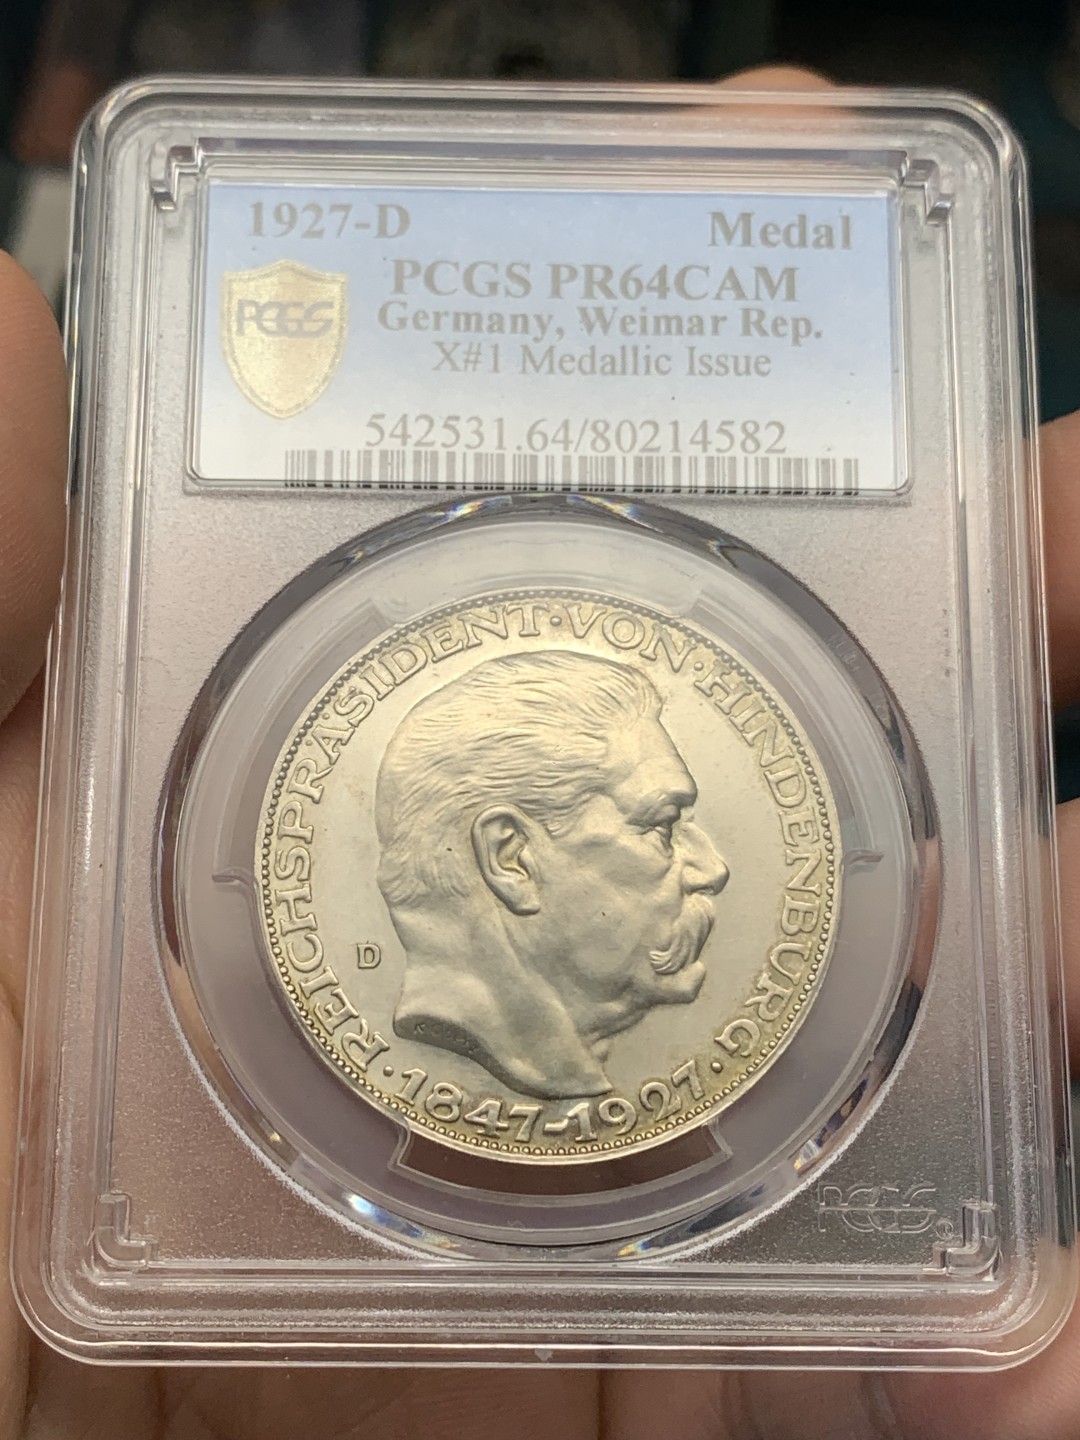 1927-D Medal
PCGS PR64CAM
PCGS
Germany, Weimar Rep.
X#1 Medallic Issue
542531.64/80214582
REICHSPRÄSIDENT·VON·HINDENBURG·
1847-1927·
D
PCGS